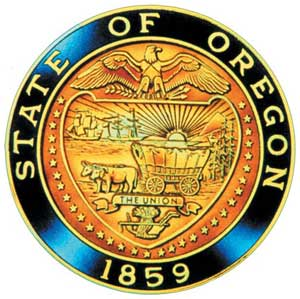 STATE OF OREGON
THE UNION
1859